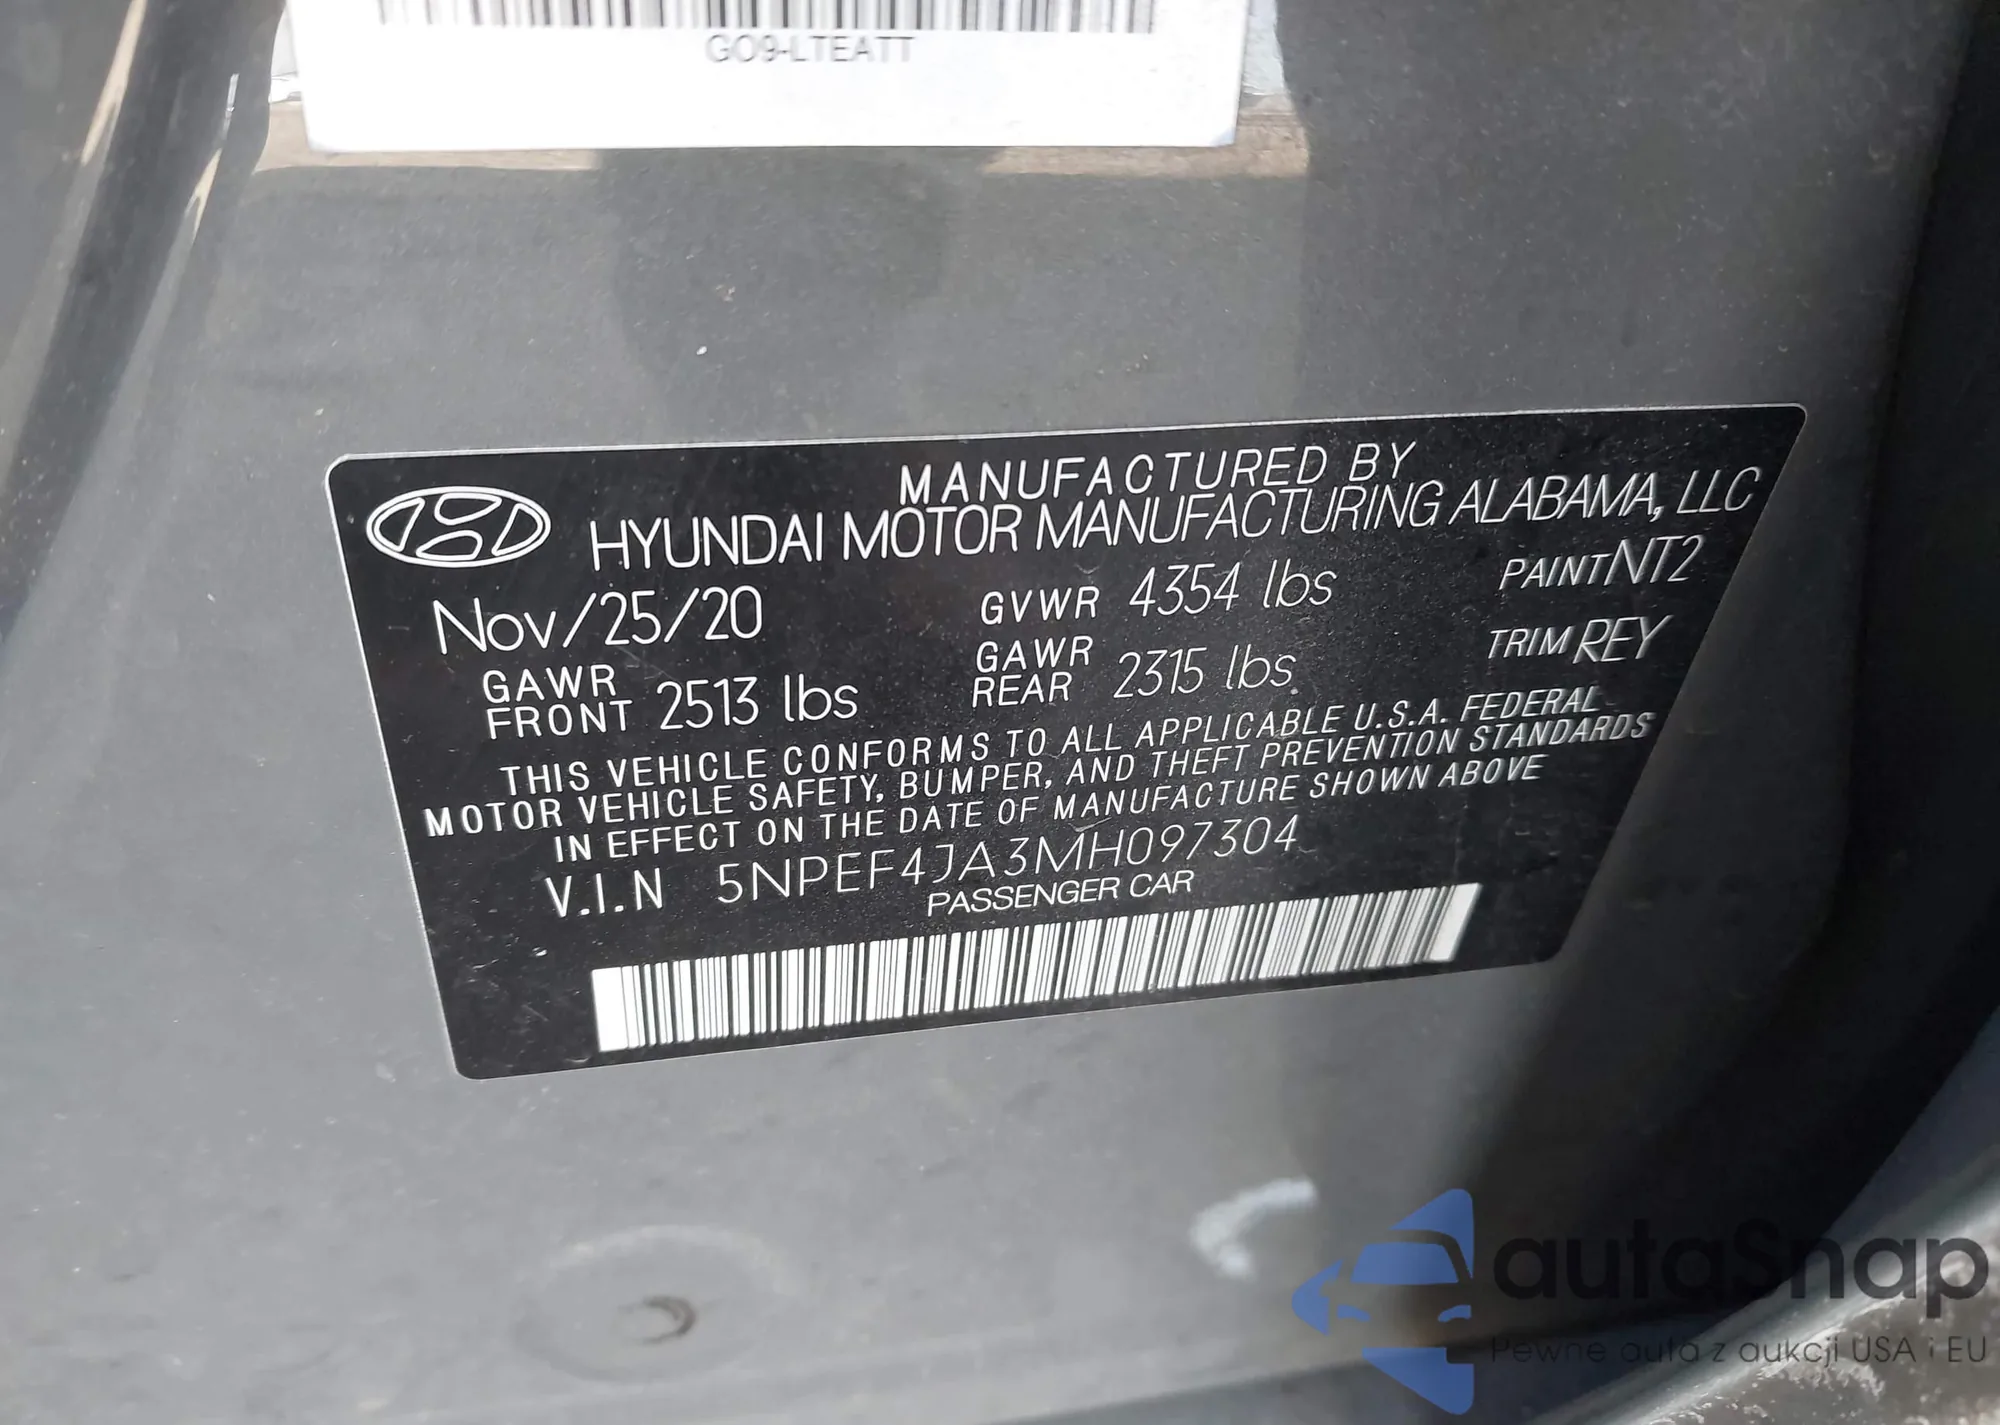 GO9-LTEATT
MANUFACTURED BY
HYUNDAI MOTOR MANUFACTURING ALABAMA, LLC
Nov/25/20 GVWR 4354 lbs PAINT NT2
GAWR FRONT 2513 lbs GAWR REAR 2315 lbs TRIM REY
THIS VEHICLE CONFORMS TO ALL APPLICABLE U.S.A. FEDERAL
MOTOR VEHICLE SAFETY, BUMPER, AND THEFT PREVENTION STANDARDS
IN EFFECT ON THE DATE OF MANUFACTURE SHOWN ABOVE
V.I.N 5NPEF4JA3MH097304
PASSENGER CAR
autaSnap
Pewne auta z aukcji USA i EU